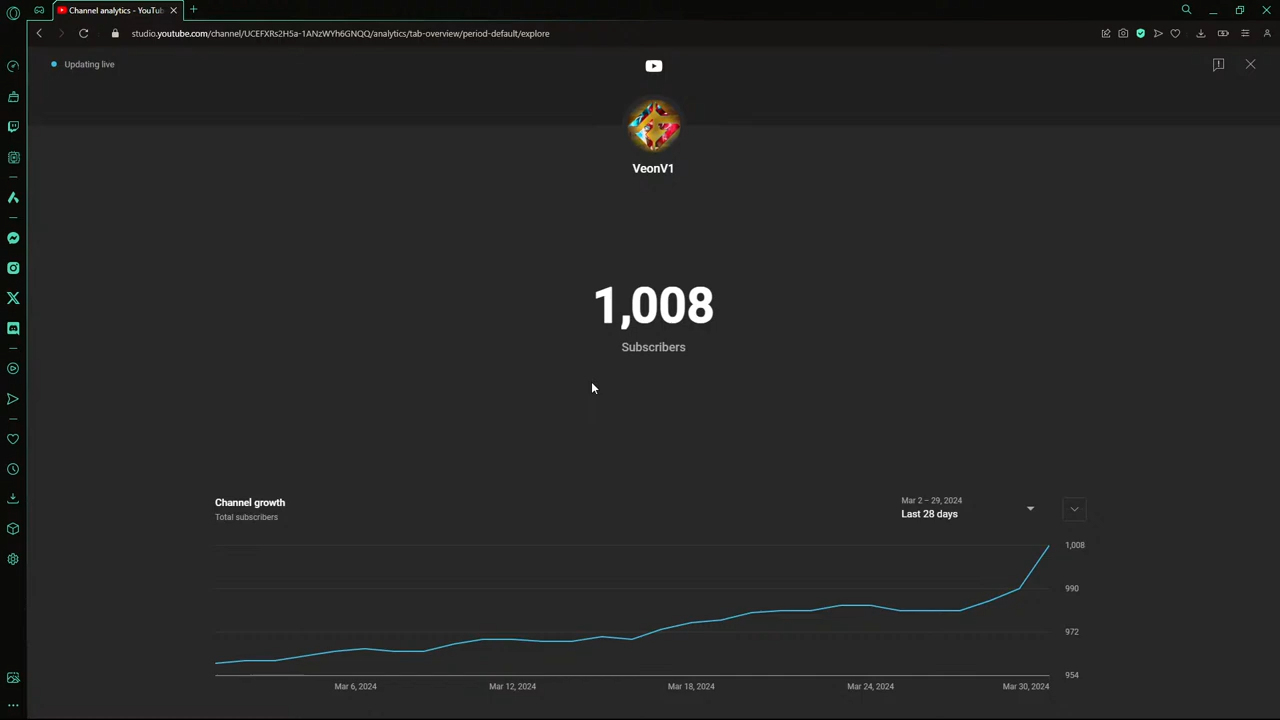 Channel analytics - YouTub
studio.youtube.com/channel/UCEFXRs2H5a-1ANzWYh6GNQQ/analytics/tab-overview/period-default/explore
Updating live
VeonV1
1,008
Subscribers
Channel growth
Total subscribers
Mar 2 – 29, 2024
Last 28 days
1,008
990
972
954
Mar 6, 2024
Mar 12, 2024
Mar 18, 2024
Mar 24, 2024
Mar 30, 2024